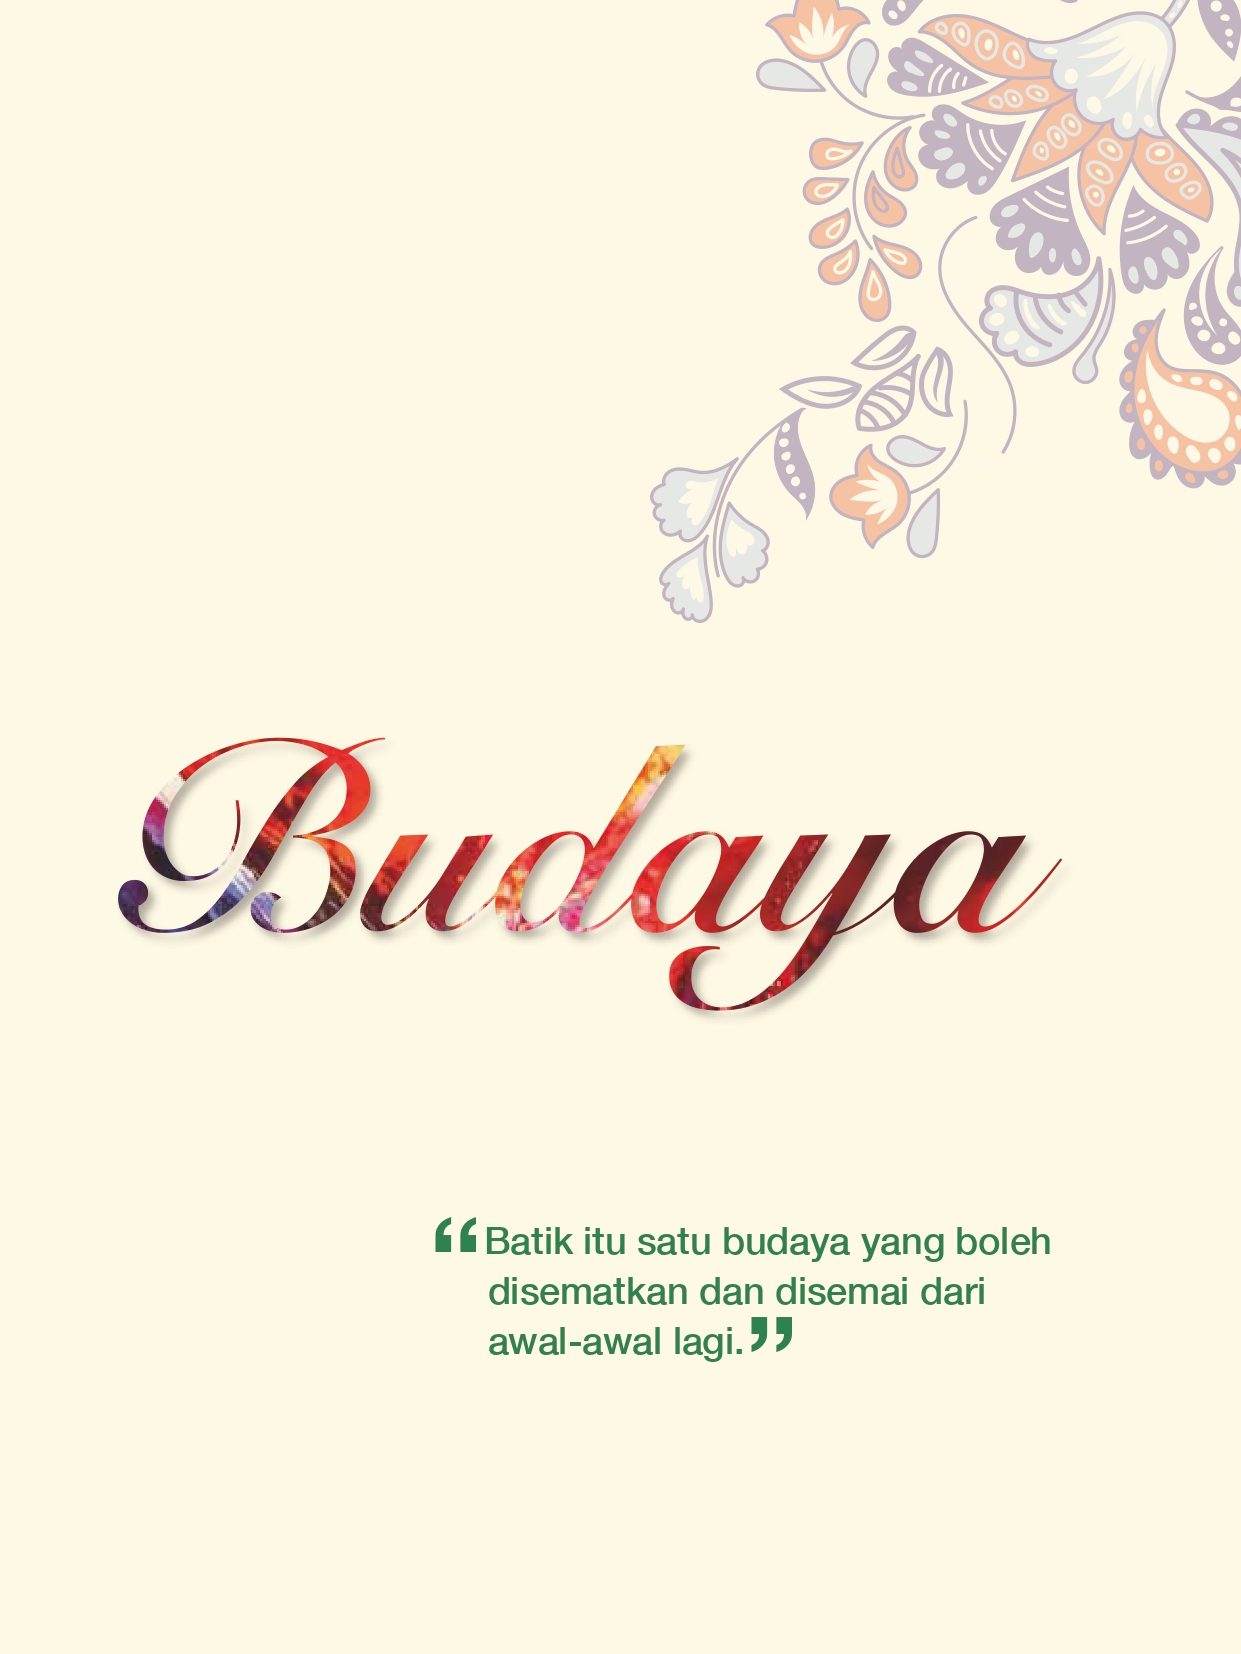 Budaya
“Batik itu satu budaya yang boleh
disematkan dan disemai dari
awal-awal lagi.”